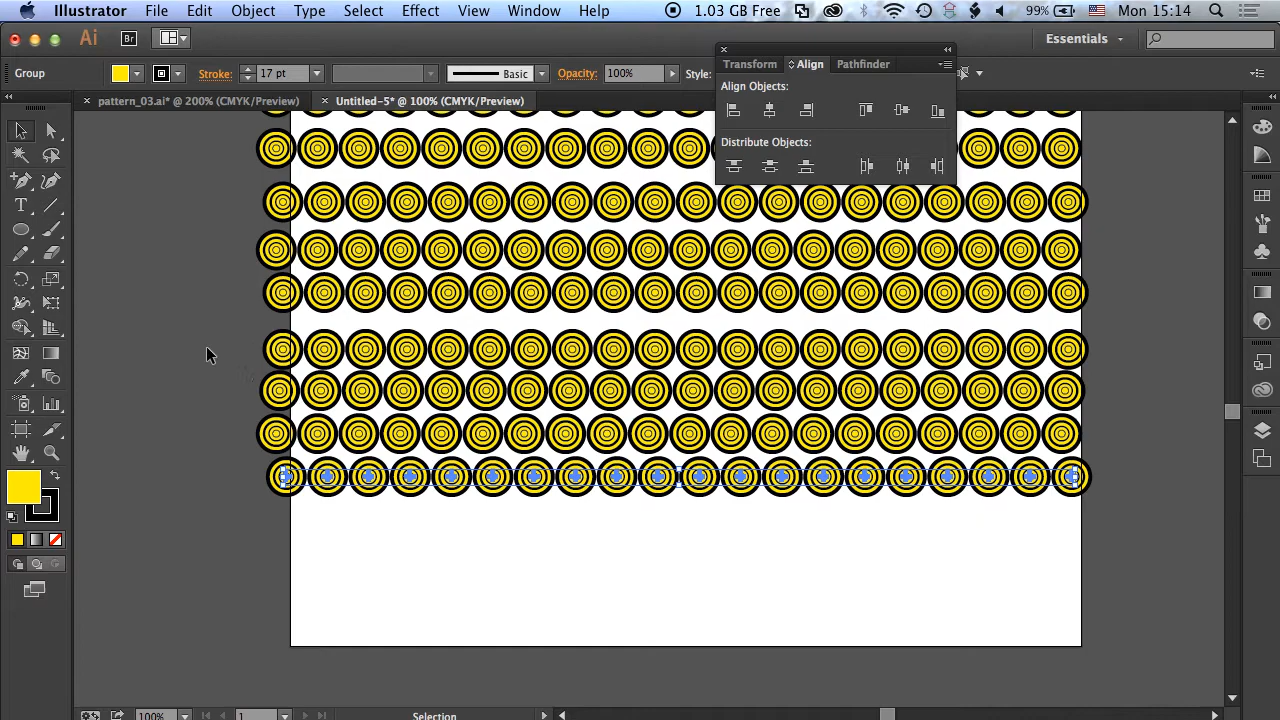 Illustrator File Edit Object Type Select Effect View Window Help 1.03 GB Free 99% Mon 15:14
Ai Br Essentials
Group Stroke: 17 pt Basic Opacity: 100% Style:
Transform Align Pathfinder
Align Objects:
Distribute Objects:
pattern_03.ai* @ 200% (CMYK/Preview) Untitled-5* @ 100% (CMYK/Preview)
T
100% 1 Selection